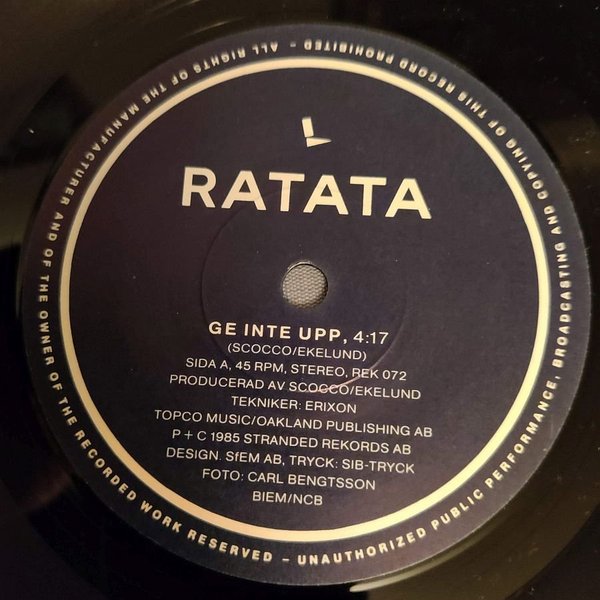 RATATA
GE INTE UPP, 4:17
(SCOCCO/EKELUND)
SIDA A, 45 RPM, STEREO, REK 072
PRODUCERAD AV SCOCCO/EKELUND
TEKNIKER: ERIXON
TOPCO MUSIC/OAKLAND PUBLISHING AB
P + C 1985 STRANDED REKORDS AB
DESIGN. SfEM AB, TRYCK: SIB-TRYCK
FOTO: CARL BENGTSSON
BIEM/NCB
ALL RIGHTS OF THE MANUFACTURER AND OF THE OWNER OF THE RECORDED WORK RESERVED – UNAUTHORIZED PUBLIC PERFORMANCE, BROADCASTING AND COPYING OF THIS RECORD PROHIBITED –